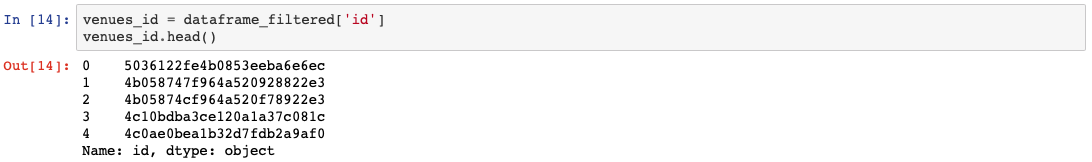 In [14]: venues_id = dataframe_filtered['id']
venues_id.head()
Out[14]: 0 5036122fe4b0853eeba6e6ec
1 4b058747f964a520928822e3
2 4b05874cf964a520f78922e3
3 4c10bdba3ce120a1a37c081c
4 4c0ae0bea1b32d7fdb2a9af0
Name: id, dtype: object